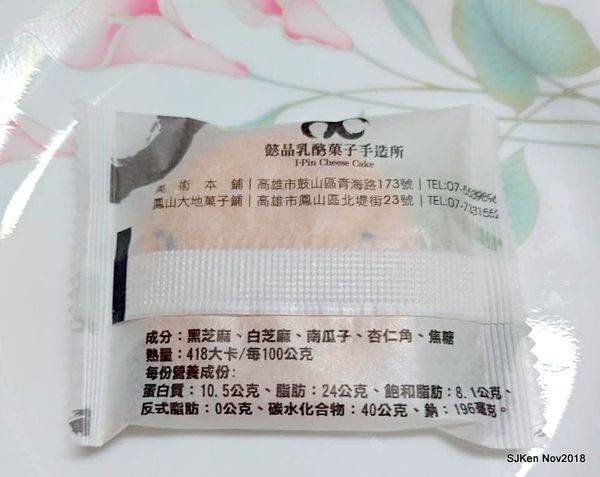 懿品乳酪菓子手造所
I-Pin Cheese Cake
美術本鋪|高雄市鼓山區青海路173號|TEL:07-5539896
鳳山大地菓子鋪|高雄市鳳山區北堤街23號|TEL:07-7331552
成分：黑芝麻、白芝麻、南瓜子、杏仁角、焦糖
熱量：418大卡/每100公克
每份營養成份：
蛋白質：10.5公克、脂肪：24公克、飽和脂肪：8.1公克、
反式脂肪：0公克、碳水化合物：40公克、鈉：196毫克。
SJKen Nov2018